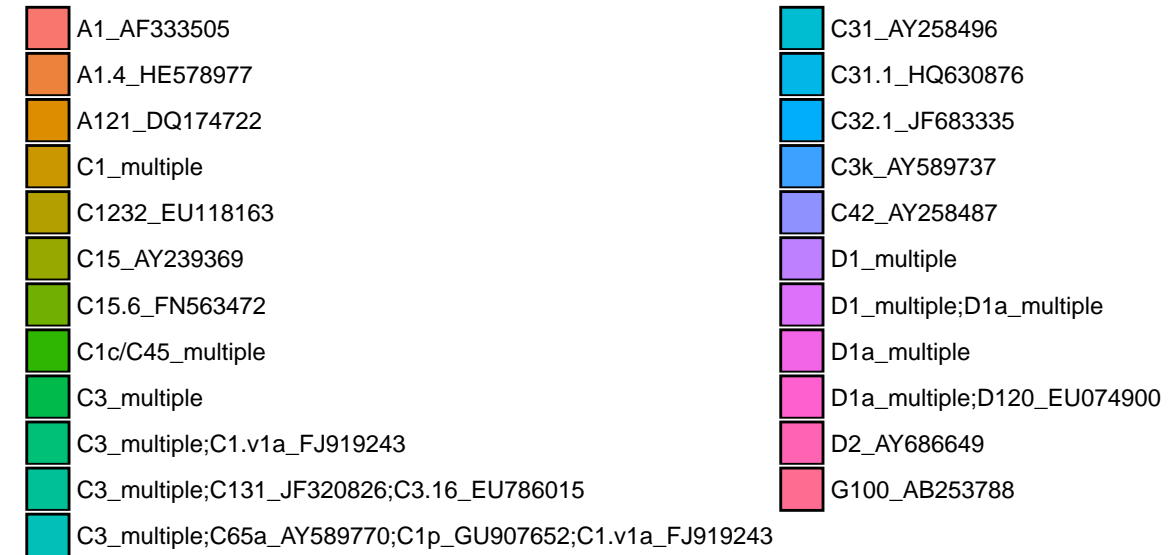 A1_AF333505
A1.4_HE578977
A121_DQ174722
C1_multiple
C1232_EU118163
C15_AY239369
C15.6_FN563472
C1c/C45_multiple
C3_multiple
C3_multiple;C1.v1a_FJ919243
C3_multiple;C131_JF320826;C3.16_EU786015
C3_multiple;C65a_AY589770;C1p_GU907652;C1.v1a_FJ919243
C31_AY258496
C31.1_HQ630876
C32.1_JF683335
C3k_AY589737
C42_AY258487
D1_multiple
D1_multiple;D1a_multiple
D1a_multiple
D1a_multiple;D120_EU074900
D2_AY686649
G100_AB253788